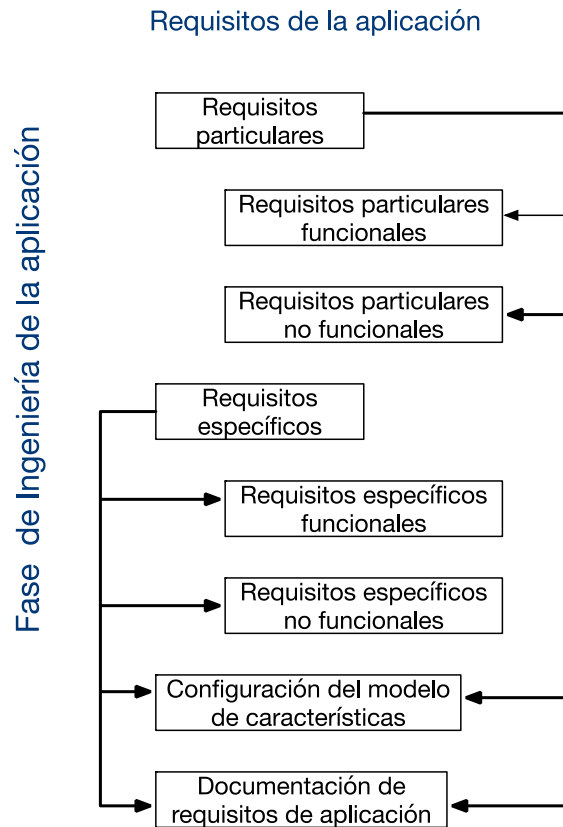 Requisitos de la aplicación
Fase de Ingeniería de la aplicación
Requisitos
particulares
Requisitos particulares
funcionales
Requisitos particulares
no funcionales
Requisitos
específicos
Requisitos específicos
funcionales
Requisitos específicos
no funcionales
Configuración del modelo
de características
Documentación de
requisitos de aplicación